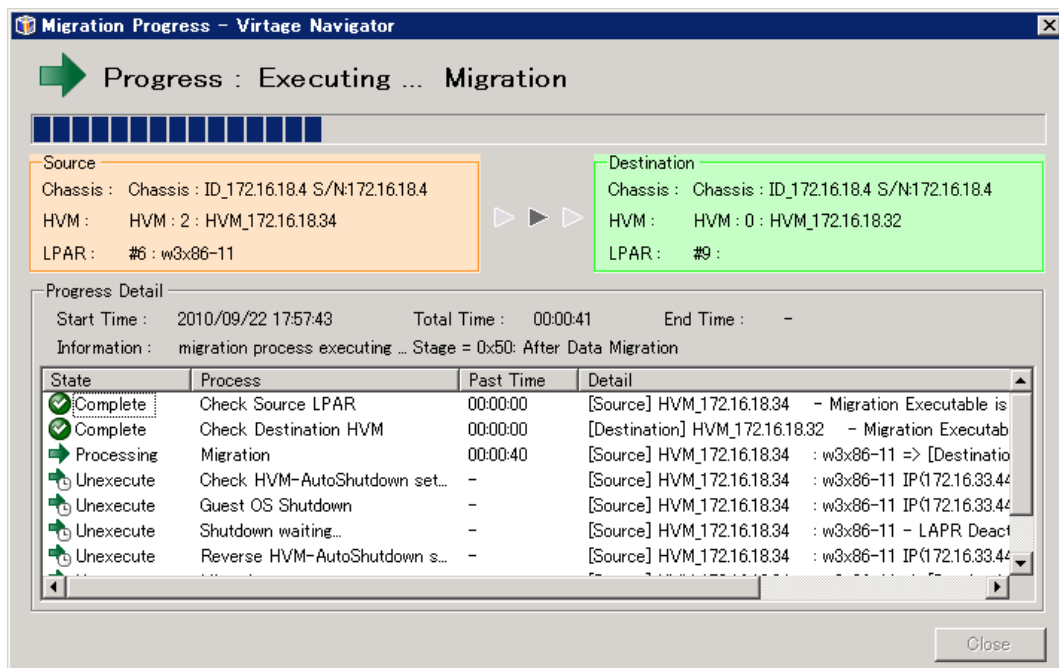 Migration Progress - Virtage Navigator
Progress : Executing ... Migration
Source
Chassis : Chassis : ID_172.16.18.4 S/N:172.16.18.4
HVM : HVM : 2 : HVM_172.16.18.34
LPAR : #6 : w3x86-11
Destination
Chassis : Chassis : ID_172.16.18.4 S/N:172.16.18.4
HVM : HVM : 0 : HVM_172.16.18.32
LPAR : #9 :
Progress Detail
Start Time : 2010/09/22 17:57:43 Total Time : 00:00:41 End Time : -
Information : migration process executing ... Stage = 0x50: After Data Migration
State Process Past Time Detail
Complete Check Source LPAR 00:00:00 [Source] HVM_172.16.18.34 - Migration Executable is
Complete Check Destination HVM 00:00:00 [Destination] HVM_172.16.18.32 - Migration Executab
Processing Migration 00:00:40 [Source] HVM_172.16.18.34 : w3x86-11 => [Destinatio
Unexecute Check HVM-AutoShutdown set... - [Source] HVM_172.16.18.34 : w3x86-11 IP(172.16.33.44
Unexecute Guest OS Shutdown - [Source] HVM_172.16.18.34 : w3x86-11 IP(172.16.33.44
Unexecute Shutdown waiting... - [Source] HVM_172.16.18.34 : w3x86-11 - LAPR Deact
Unexecute Reverse HVM-AutoShutdown s... - [Source] HVM_172.16.18.34 : w3x86-11 IP(172.16.33.44
Close